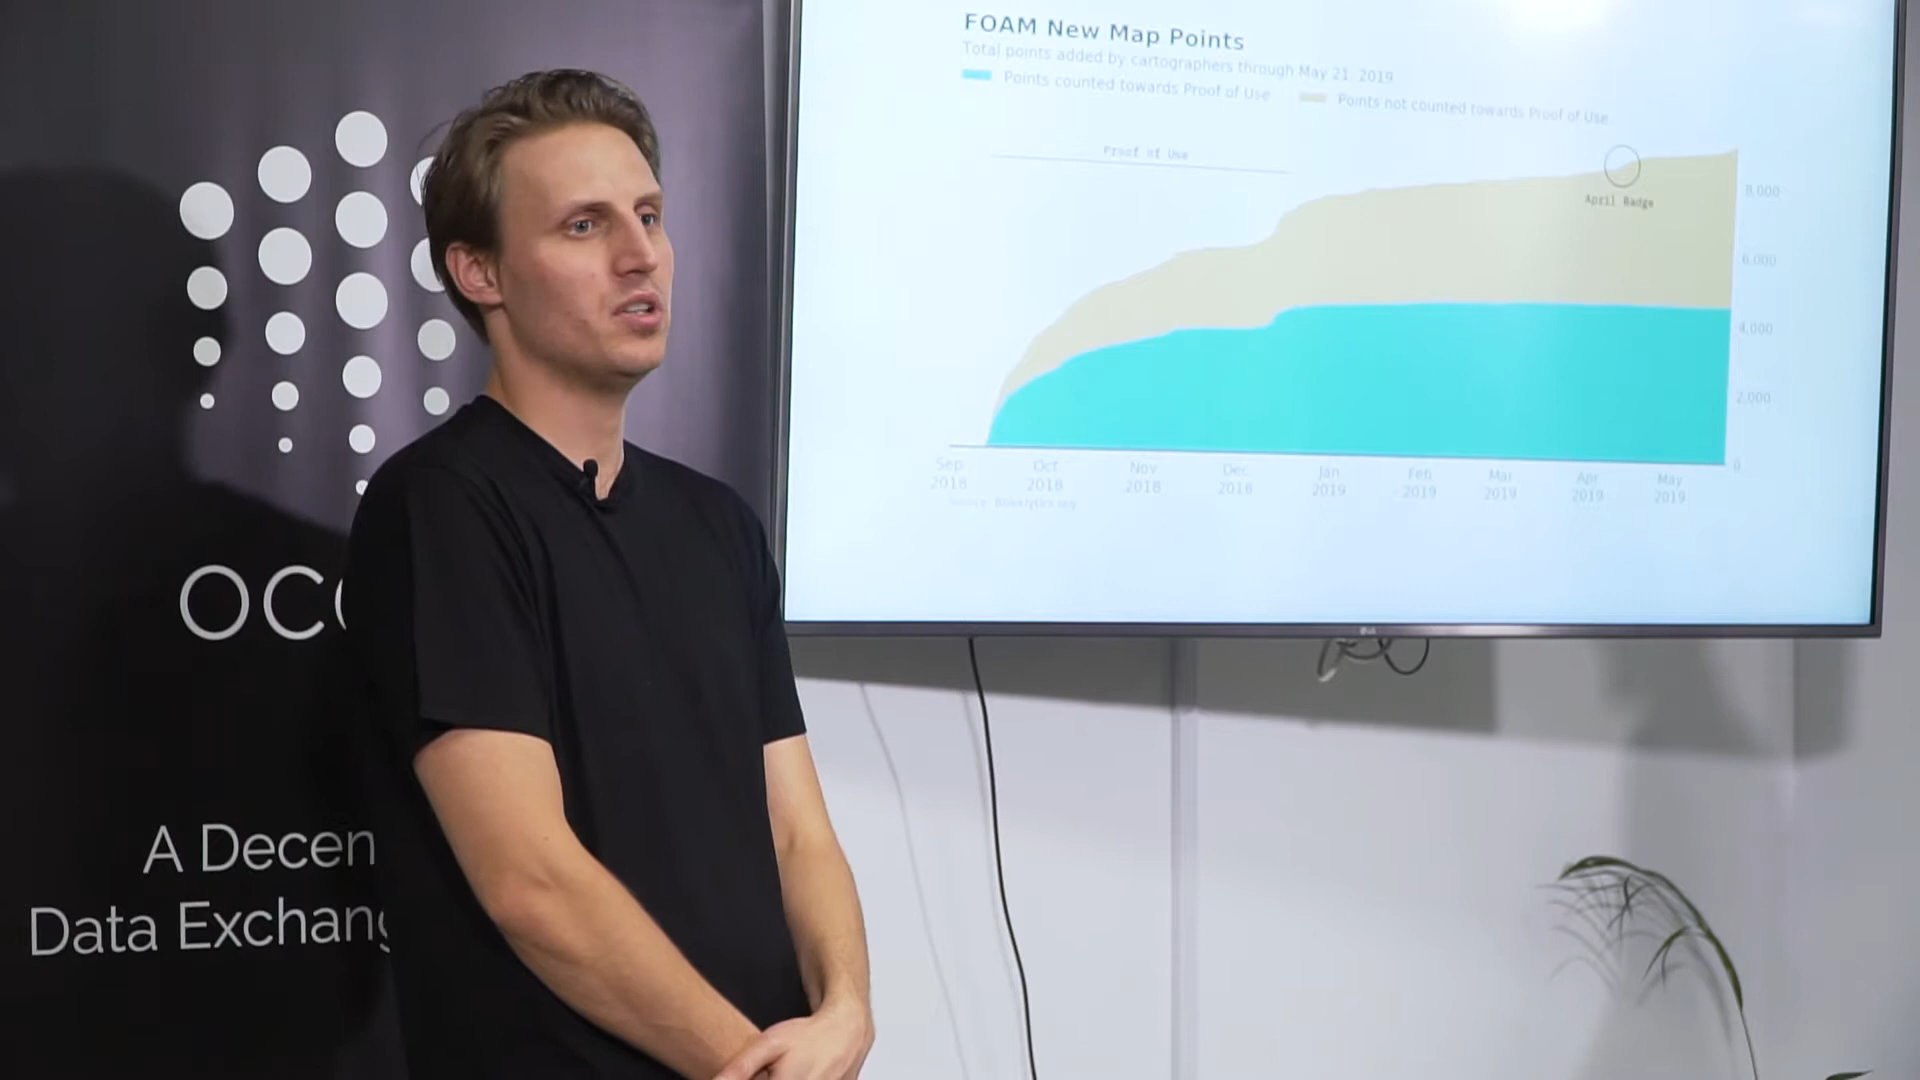 FOAM New Map Points
Total points added by cartographers through May 21, 2019
Points counted towards Proof of Use
Points not counted towards Proof of Use
Proof of Use
April Badge
8,000
6,000
4,000
2,000
0
Sep Oct Nov Dec Jan Feb Mar Apr May
2018 2018 2018 2018 2019 2019 2019 2019 2019
OC
A Decen
Data Exchang